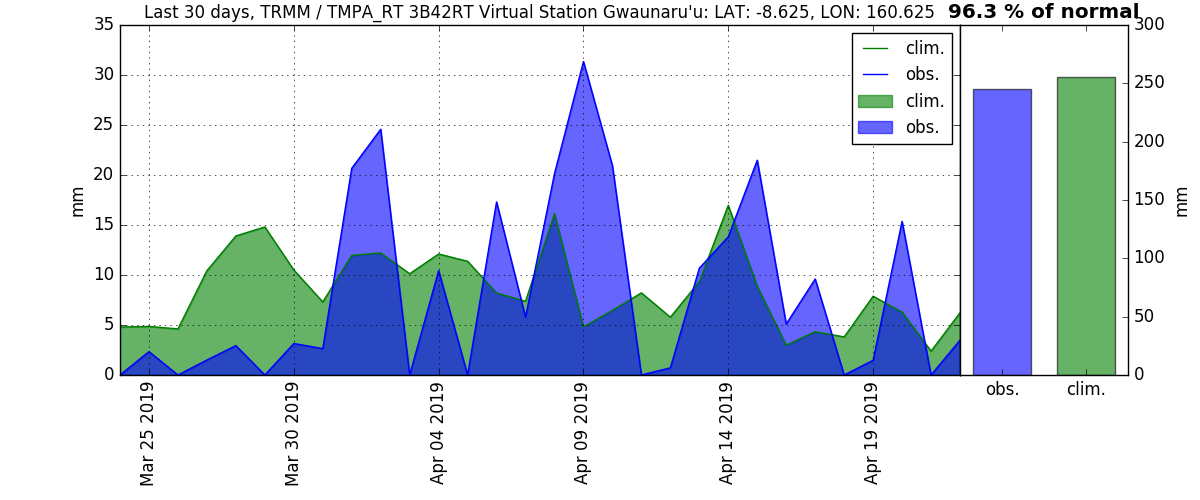 Last 30 days, TRMM / TMPA_RT 3B42RT Virtual Station Gwaunaru'u: LAT: -8.625, LON: 160.625
96.3 % of normal
35
30
25
20
15
10
5
0
mm
clim.
obs.
clim.
obs.
Mar 25 2019
Mar 30 2019
Apr 04 2019
Apr 09 2019
Apr 14 2019
Apr 19 2019
300
250
200
150
100
50
0
mm
obs.
clim.